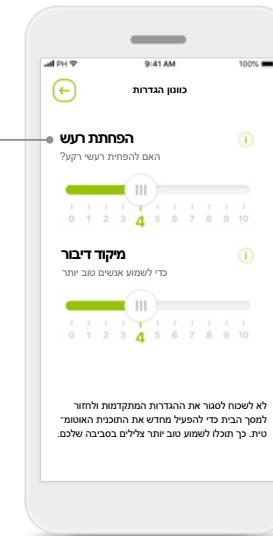 PH 9:41 AM 100%
כוונון הגדרות
הפחתת רעש
האם להפחית רעשי רקע?
0 1 2 3 4 5 6 7 8 9 10
מיקוד דיבור
כדי לשמוע אנשים טוב יותר
0 1 2 3 4 5 6 7 8 9 10
לא לשכוח לסגור את ההגדרות המתקדמות ולחזור
למסך הבית כדי להפעיל מחדש את התוכנית האוטומ־
טית. כך תוכלו לשמוע טוב יותר צלילים בסביבה שלכם.